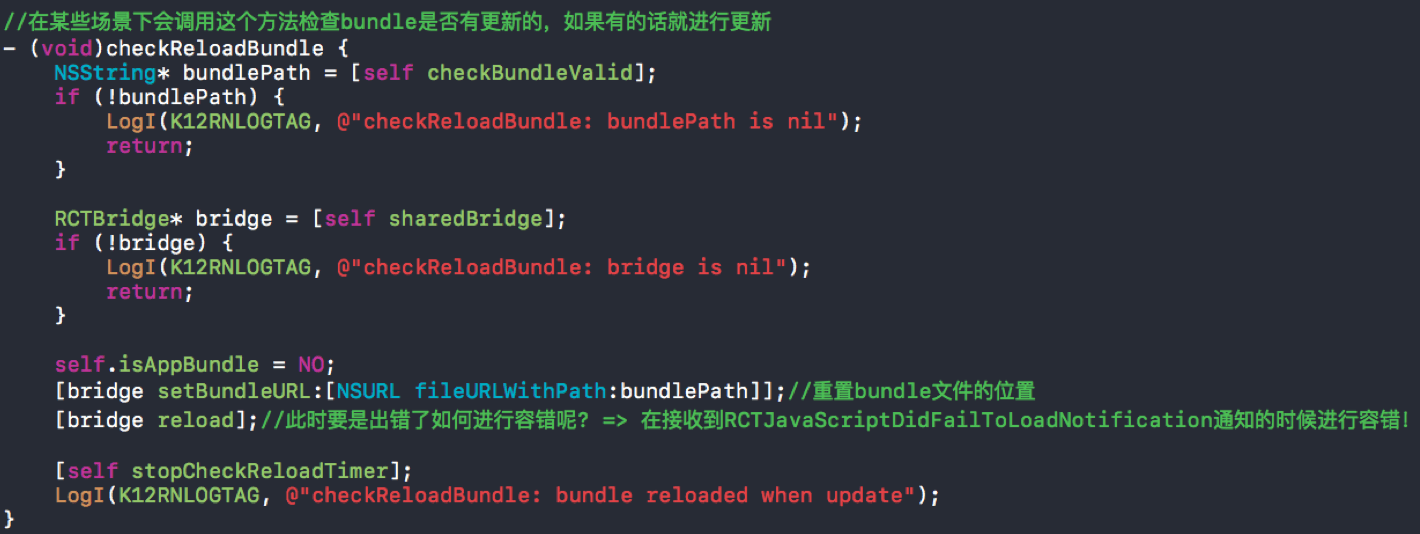 //在某些场景下会调用这个方法检查bundle是否有更新的，如果有的话就进行更新
- (void)checkReloadBundle {
    NSString* bundlePath = [self checkBundleValid];
    if (!bundlePath) {
        LogI(K12RNLOGTAG, @"checkReloadBundle: bundlePath is nil");
        return;
    }

    RCTBridge* bridge = [self sharedBridge];
    if (!bridge) {
        LogI(K12RNLOGTAG, @"checkReloadBundle: bridge is nil");
        return;
    }

    self.isAppBundle = NO;
    [bridge setBundleURL:[NSURL fileURLWithPath:bundlePath]];//重置bundle文件的位置
    [bridge reload];//此时要是出错了如何进行容错呢？=> 在接收到RCTJavaScriptDidFailToLoadNotification通知的时候进行容错！

    [self stopCheckReloadTimer];
    LogI(K12RNLOGTAG, @"checkReloadBundle: bundle reloaded when update");
}